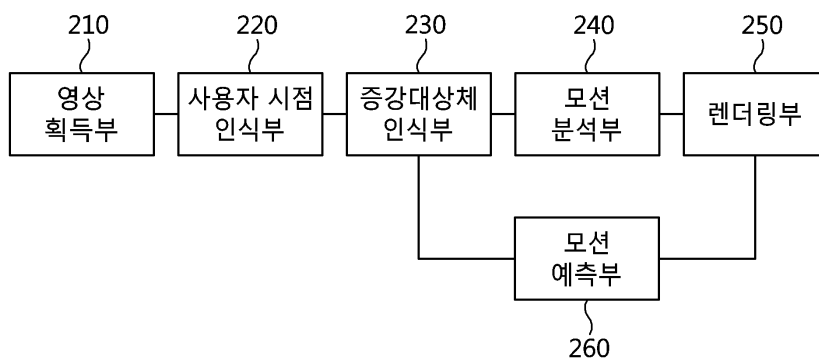 210
220
230
240
250
영상
획득부
사용자 시점
인식부
증강대상체
인식부
모션
분석부
렌더링부
모션
예측부
260